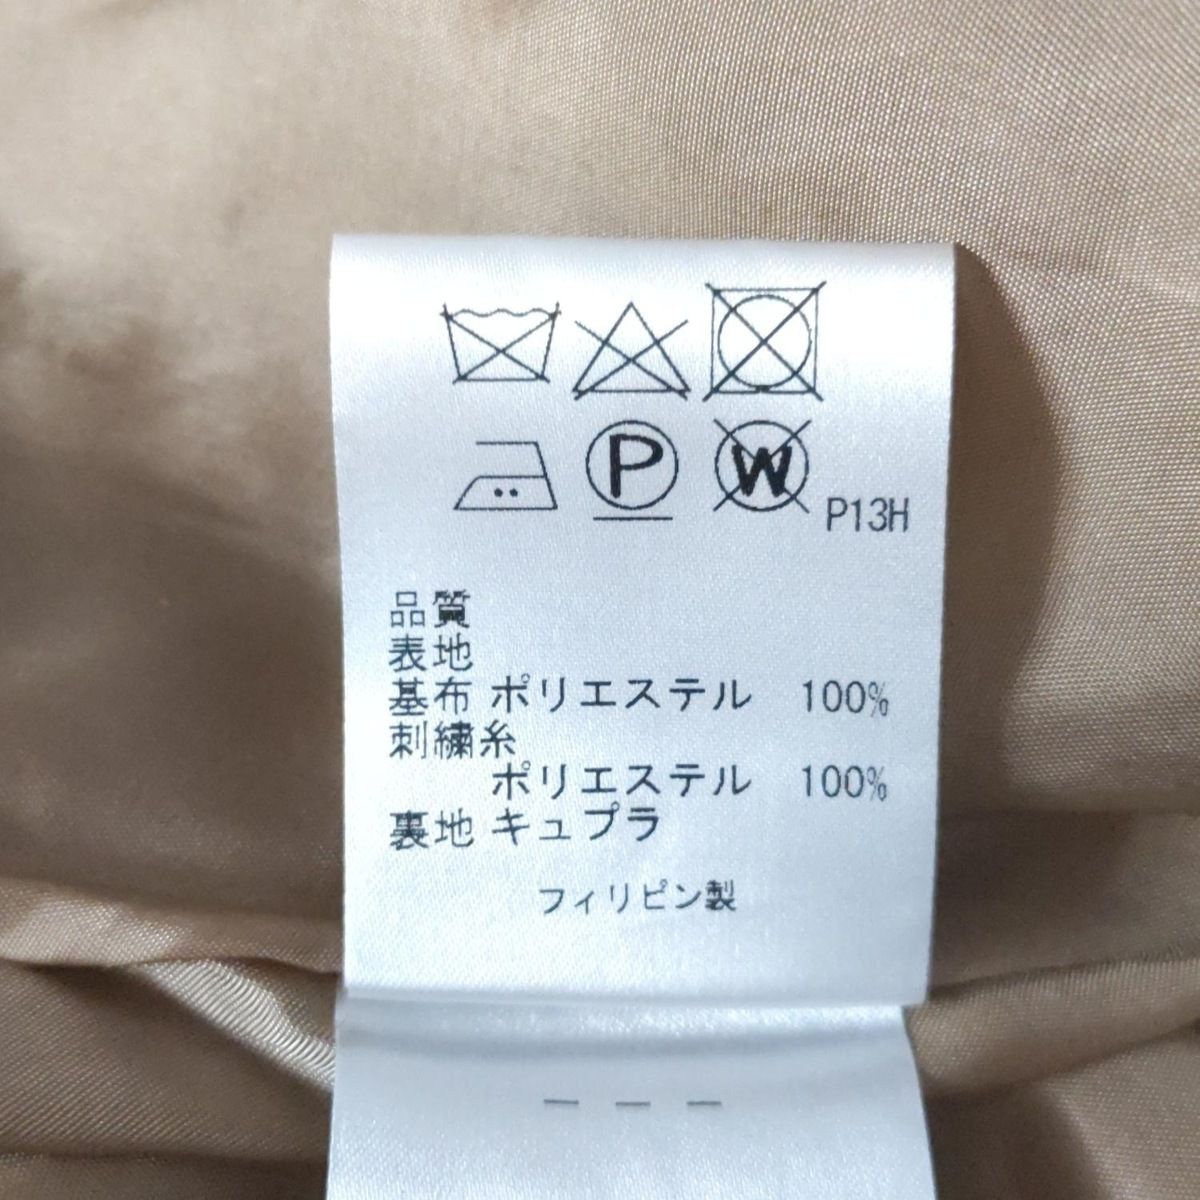 P W P13H
品質
表地
基布 ポリエステル 100%
刺繍糸
ポリエステル 100%
裏地 キュプラ
フィリピン製
– – –